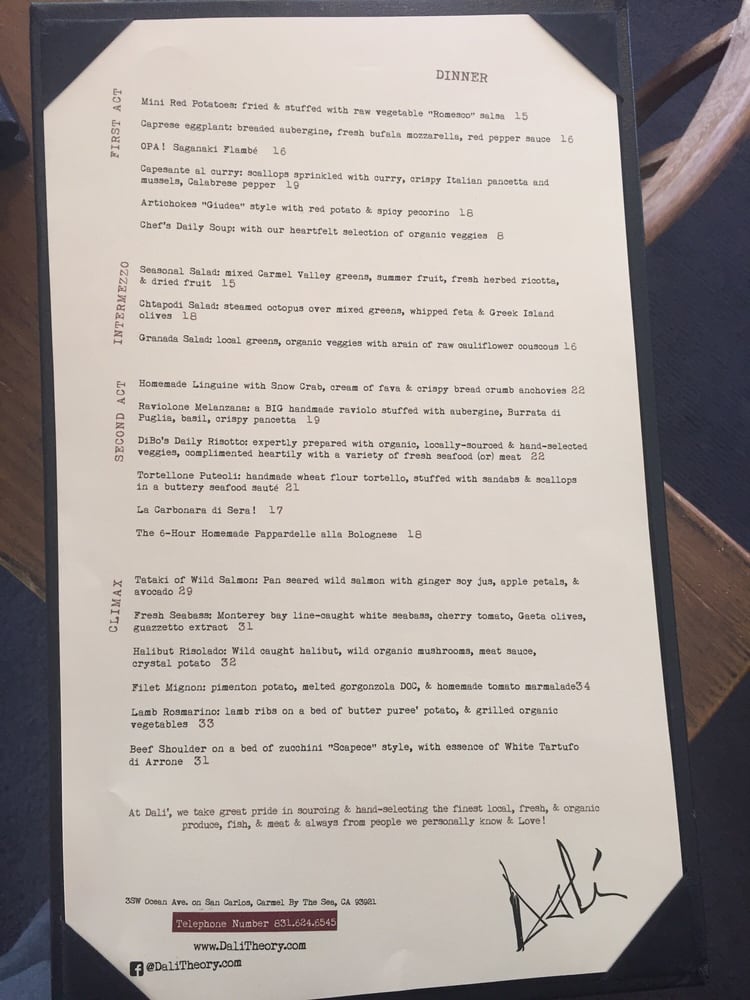 DINNER
FIRST ACT
Mini Red Potatoes: fried & stuffed with raw vegetable "Romesco" salsa 15
Caprese eggplant: breaded aubergine, fresh bufala mozzarella, red pepper sauce 16
OPA! Saganaki Flambé 16
Capesante al curry: scallops sprinkled with curry, crispy Italian pancetta and
mussels, Calabrese pepper 19
Artichokes "Giudea" style with red potato & spicy pecorino 18
Chef's Daily Soup: with our heartfelt selection of organic veggies 8
INTERMEZZO
Seasonal Salad: mixed Carmel Valley greens, summer fruit, fresh herbed ricotta,
& dried fruit 15
Chtapodi Salad: steamed octopus over mixed greens, whipped feta & Greek Island
olives 18
Granada Salad: local greens, organic veggies with arain of raw cauliflower couscous 16
SECOND ACT
Homemade Linguine with Snow Crab, cream of fava & crispy bread crumb anchovies 22
Raviolone Melanzana: a BIG handmade raviolo stuffed with aubergine, Burrata di
Puglia, basil, crispy pancetta 19
DiBo's Daily Risotto: expertly prepared with organic, locally-sourced & hand-selected
veggies, complimented heartily with a variety of fresh seafood (or) meat 22
Tortellone Puteoli: handmade wheat flour tortello, stuffed with sandabs & scallops
in a buttery seafood sauté 21
La Carbonara di Sera! 17
The 6-Hour Homemade Pappardelle alla Bolognese 18
CLIMAX
Tataki of Wild Salmon: Pan seared wild salmon with ginger soy jus, apple petals, &
avocado 29
Fresh Seabass: Monterey bay line-caught white seabass, cherry tomato, Gaeta olives,
guazzetto extract 31
Halibut Risolado: Wild caught halibut, wild organic mushrooms, meat sauce,
crystal potato 32
Filet Mignon: pimenton potato, melted gorgonzola DOC, & homemade tomato marmalade34
Lamb Rosmarino: lamb ribs on a bed of butter puree' potato, & grilled organic
vegetables 33
Beef Shoulder on a bed of zucchini "Scapece" style, with essence of White Tartufo
di Arrone 31
At Dali', we take great pride in sourcing & hand-selecting the finest local, fresh, & organic
produce, fish, & meat & always from people we personally know & Love!
Dalí
3SW Ocean Ave. on San Carlos, Carmel By The Sea, CA 93921
Telephone Number 831.624.6545
www.DaliTheory.com
f @DaliTheory.com